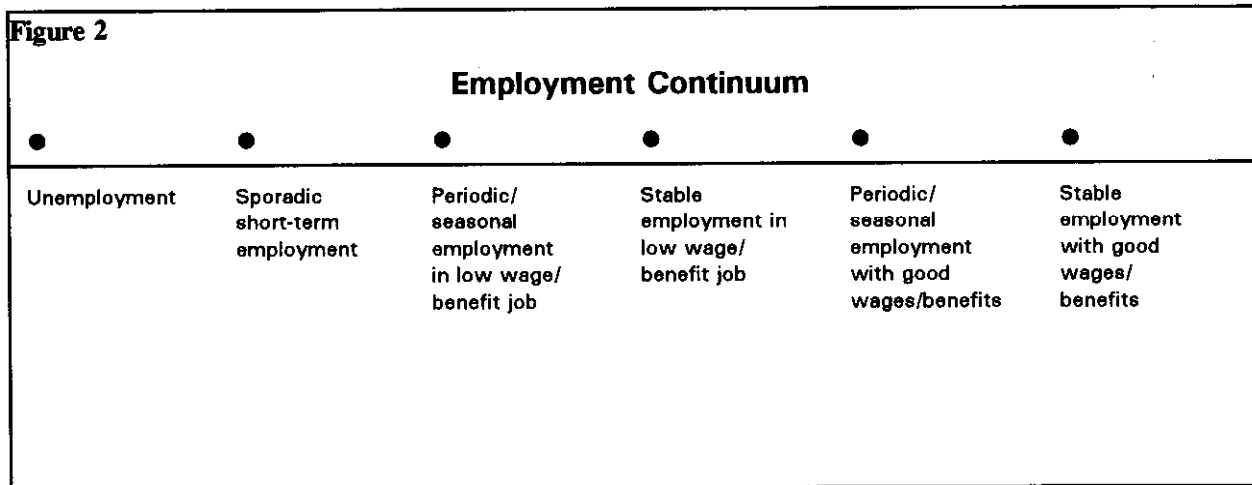 Figure 2
Employment Continuum
Unemployment
Sporadic
short-term
employment
Periodic/
seasonal
employment
in low wage/
benefit job
Stable
employment in
low wage/
benefit job
Periodic/
seasonal
employment
with good
wages/benefits
Stable
employment
with good
wages/
benefits